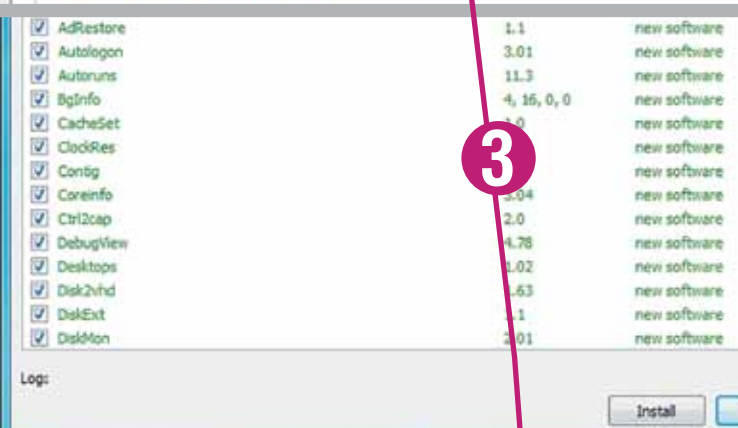 AdRestore 1.1 new software
Autologon 3.01 new software
Autoruns 11.3 new software
BgInfo 4, 16, 0, 0 new software
CacheSet new software
ClockRes new software
3
Contig new software
Coreinfo new software
Ctrl2cap 2.0 new software
DebugView 4.78 new software
Desktops new software
Disk2vhd new software
DiskExt new software
DiskMon new software
Log:
Install